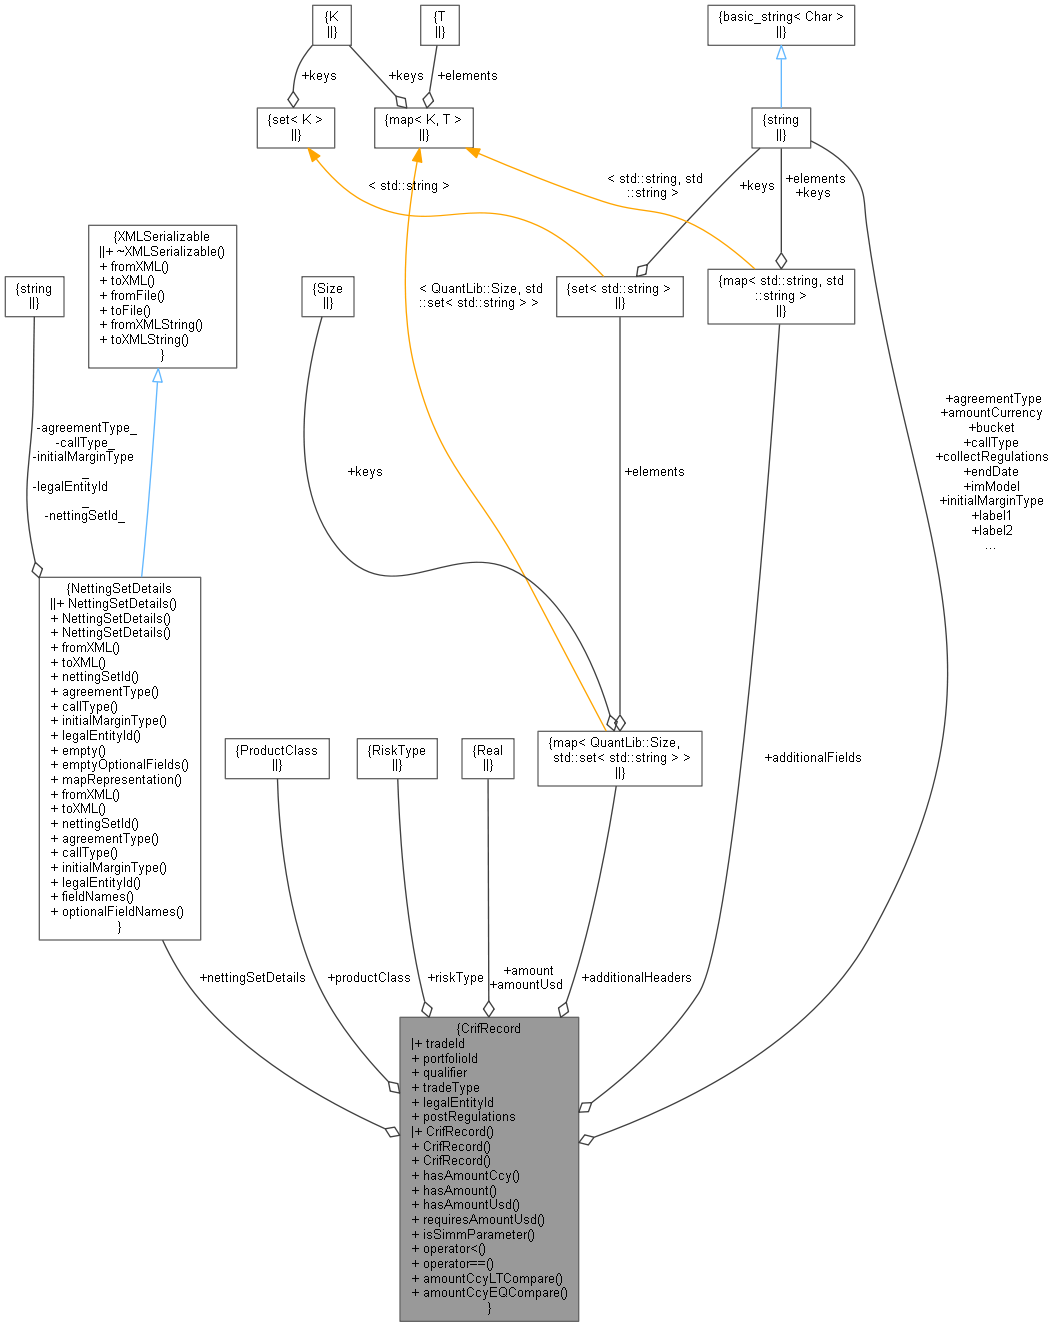 {K
||}
{T
||}
{basic_string< Char >
||}
+keys
+keys
+elements
{set< K >
||}
{map< K, T >
||}
{string
||}
< std::string >
< std::string, std
::string >
+keys
+elements
+keys
{XMLSerializable
||+ ~XMLSerializable()
+ fromXML()
+ toXML()
+ fromFile()
+ toFile()
+ fromXMLString()
+ toXMLString()
}
{string
||}
{Size
||}
< QuantLib::Size, std
::set< std::string > >
{set< std::string >
||}
{map< std::string, std
::string >
||}
-agreementType_
-callType_
-initialMarginType
_
-legalEntityId
_
-nettingSetId_
+keys
+elements
+agreementType
+amountCurrency
+bucket
+callType
+collectRegulations
+endDate
+imModel
+initialMarginType
+label1
+label2
...
{NettingSetDetails
||+ NettingSetDetails()
+ NettingSetDetails()
+ NettingSetDetails()
+ fromXML()
+ toXML()
+ nettingSetId()
+ agreementType()
+ callType()
+ initialMarginType()
+ legalEntityId()
+ empty()
+ emptyOptionalFields()
+ mapRepresentation()
+ fromXML()
+ toXML()
+ nettingSetId()
+ agreementType()
+ callType()
+ initialMarginType()
+ legalEntityId()
+ fieldNames()
+ optionalFieldNames()
}
{ProductClass
||}
{RiskType
||}
{Real
||}
{map< QuantLib::Size,
std::set< std::string > >
||}
+additionalFields
+nettingSetDetails
+productClass
+riskType
+amount
+amountUsd
+additionalHeaders
{CrifRecord
|+ tradeId
+ portfolioId
+ qualifier
+ tradeType
+ legalEntityId
+ postRegulations
|+ CrifRecord()
+ CrifRecord()
+ CrifRecord()
+ hasAmountCcy()
+ hasAmount()
+ hasAmountUsd()
+ requiresAmountUsd()
+ isSimmParameter()
+ operator<()
+ operator==()
+ amountCcyLTCompare()
+ amountCcyEQCompare()
}